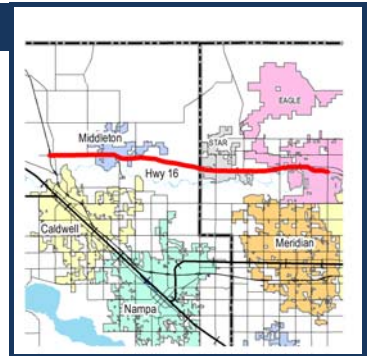 EAGLE
Middleton
STAR
Hwy 16
Caldwell
Meridian
Nampa